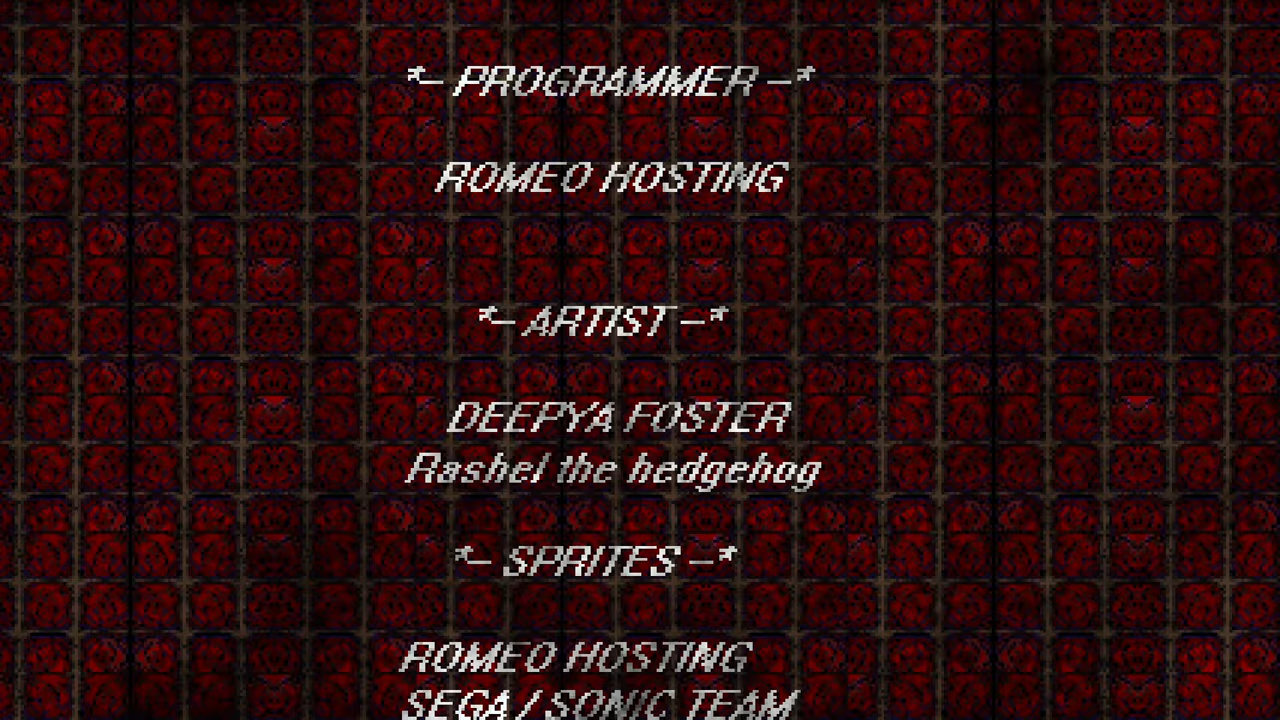 *- PROGRAMMER -*
ROMEO HOSTING
*- ARTIST -*
DEEPYA FOSTER
Rashel the hedgehog
*- SPRITES -*
ROMEO HOSTING
SEGA / SONIC TEAM